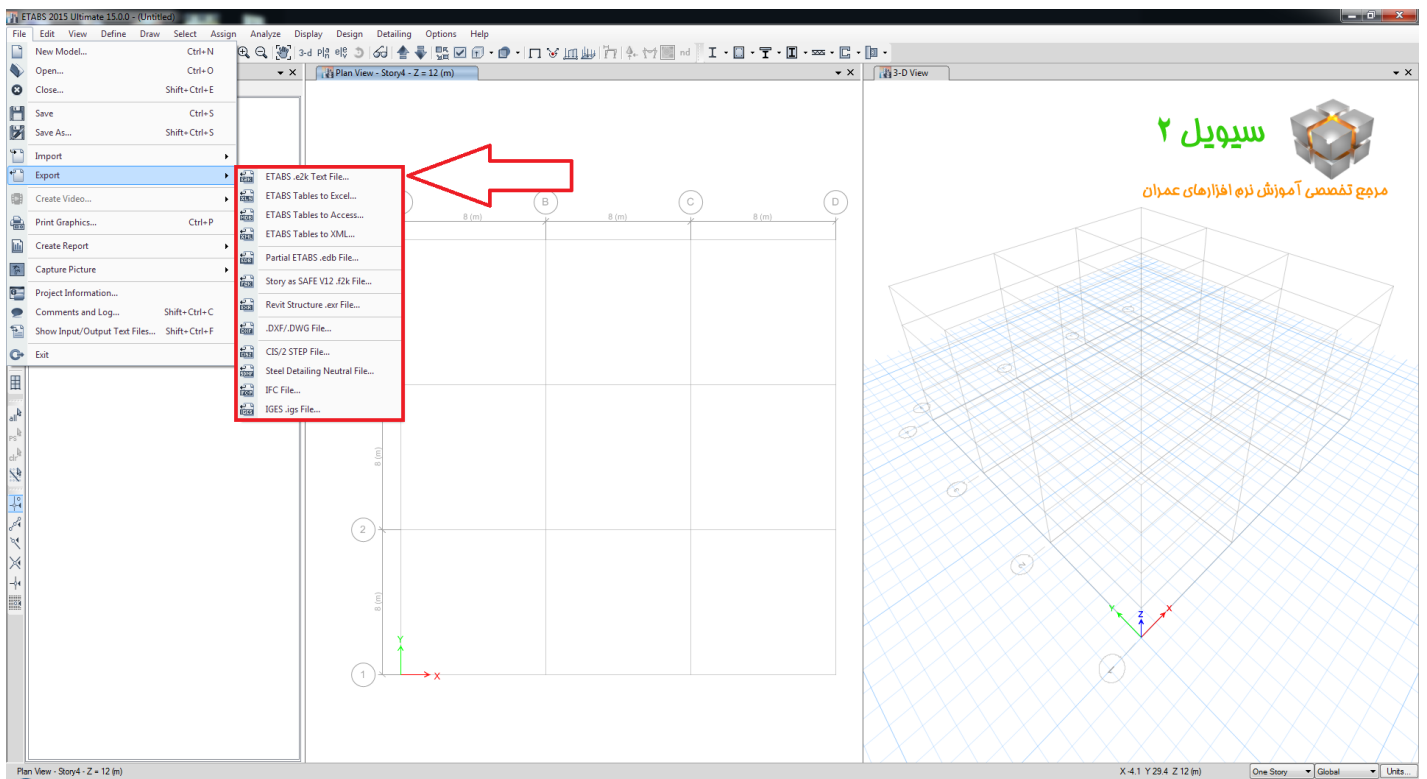 ETABS 2015 Ultimate 15.0.0 - (Untitled)
File Edit View Define Draw Select Assign Analyze Display Design Detailing Options Help
New Model... Ctrl+N
Open... Ctrl+O
Close... Shift+Ctrl+E
Save Ctrl+S
Save As... Shift+Ctrl+S
Import
Export
Create Video...
Print Graphics... Ctrl+P
Create Report
Capture Picture
Project Information...
Comments and Log... Shift+Ctrl+C
Show Input/Output Text Files... Shift+Ctrl+F
Exit
ETABS .e2k Text File...
ETABS Tables to Excel...
ETABS Tables to Access...
ETABS Tables to XML...
Partial ETABS .edb File...
Story as SAFE V12 .f2k File...
Revit Structure .exr File...
.DXF/.DWG File...
CIS/2 STEP File...
Steel Detailing Neutral File...
IFC File...
IGES .igs File...
3-d
nd
all
ps
clr
Plan View - Story4 - Z = 12 (m)
B C D
8 (m) 8 (m) 8 (m)
8 (m)
2
8 (m)
Y
1 X
3-D View
سیویل ۲
مرجع تخصصی آموزش نرم افزارهای عمران
Y Z X
Plan View - Story4 - Z = 12 (m)
X -4.1 Y 29.4 Z 12 (m) One Story Global Units...